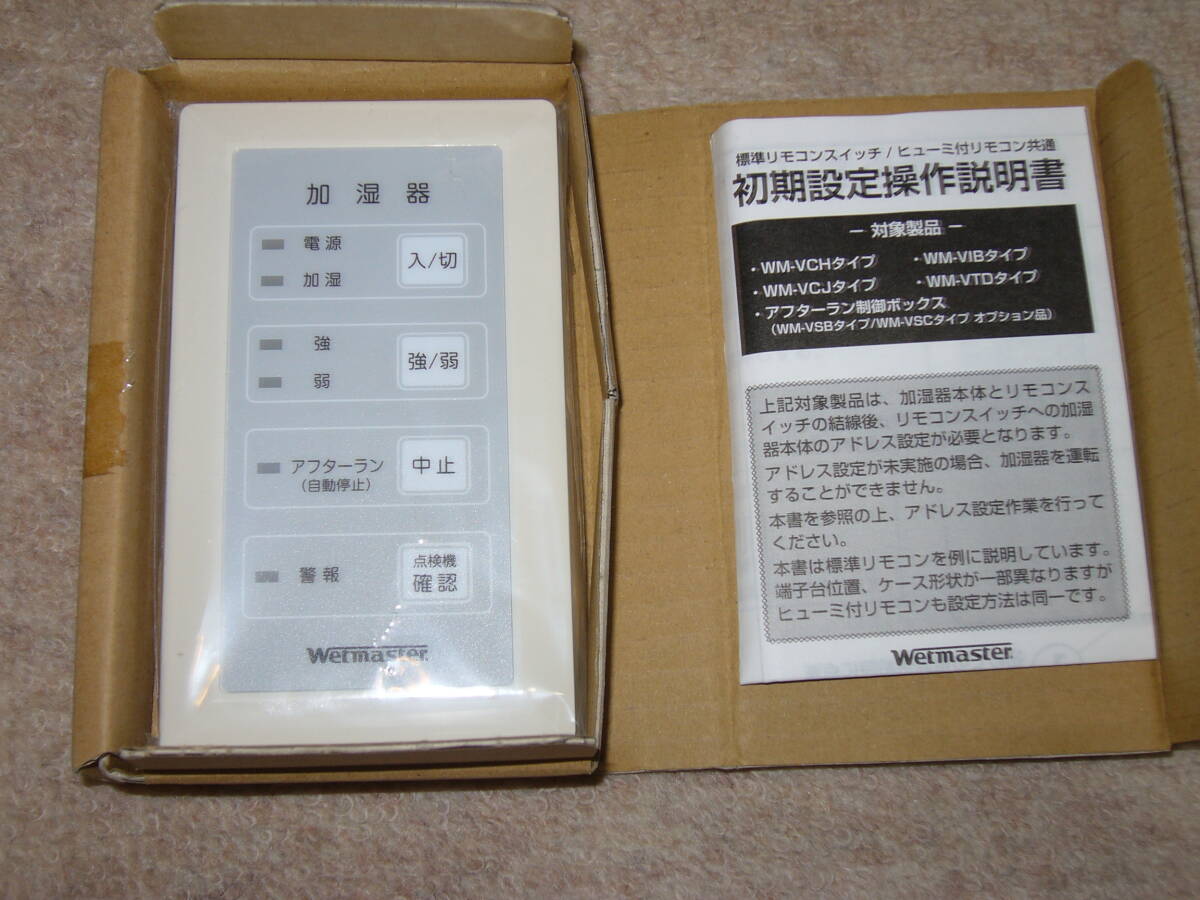 加湿器
電源
加湿
入/切
強
弱
強/弱
アフターラン
(自動停止)
中止
警報
点検機
確認
Wetmaster
標準リモコンスイッチ / ヒューミ付リモコン共通
初期設定操作説明書
－ 対象製品 －
・WM-VCHタイプ ・WM-VIBタイプ
・WM-VCJタイプ ・WM-VTDタイプ
・アフターラン制御ボックス
(WM-VSBタイプ/WM-VSCタイプ オプション品)
上記対象製品は、加湿器本体とリモコンス
イッチの結線後、リモコンスイッチへの加湿
器本体のアドレス設定が必要となります。
アドレス設定が未実施の場合、加湿器を運転
することができません。
本書を参照の上、アドレス設定作業を行って
ください。
本書は標準リモコンを例に説明しています。
端子台位置、ケース形状が一部異なりますが
ヒューミ付リモコンも設定方法は同一です。
Wetmaster